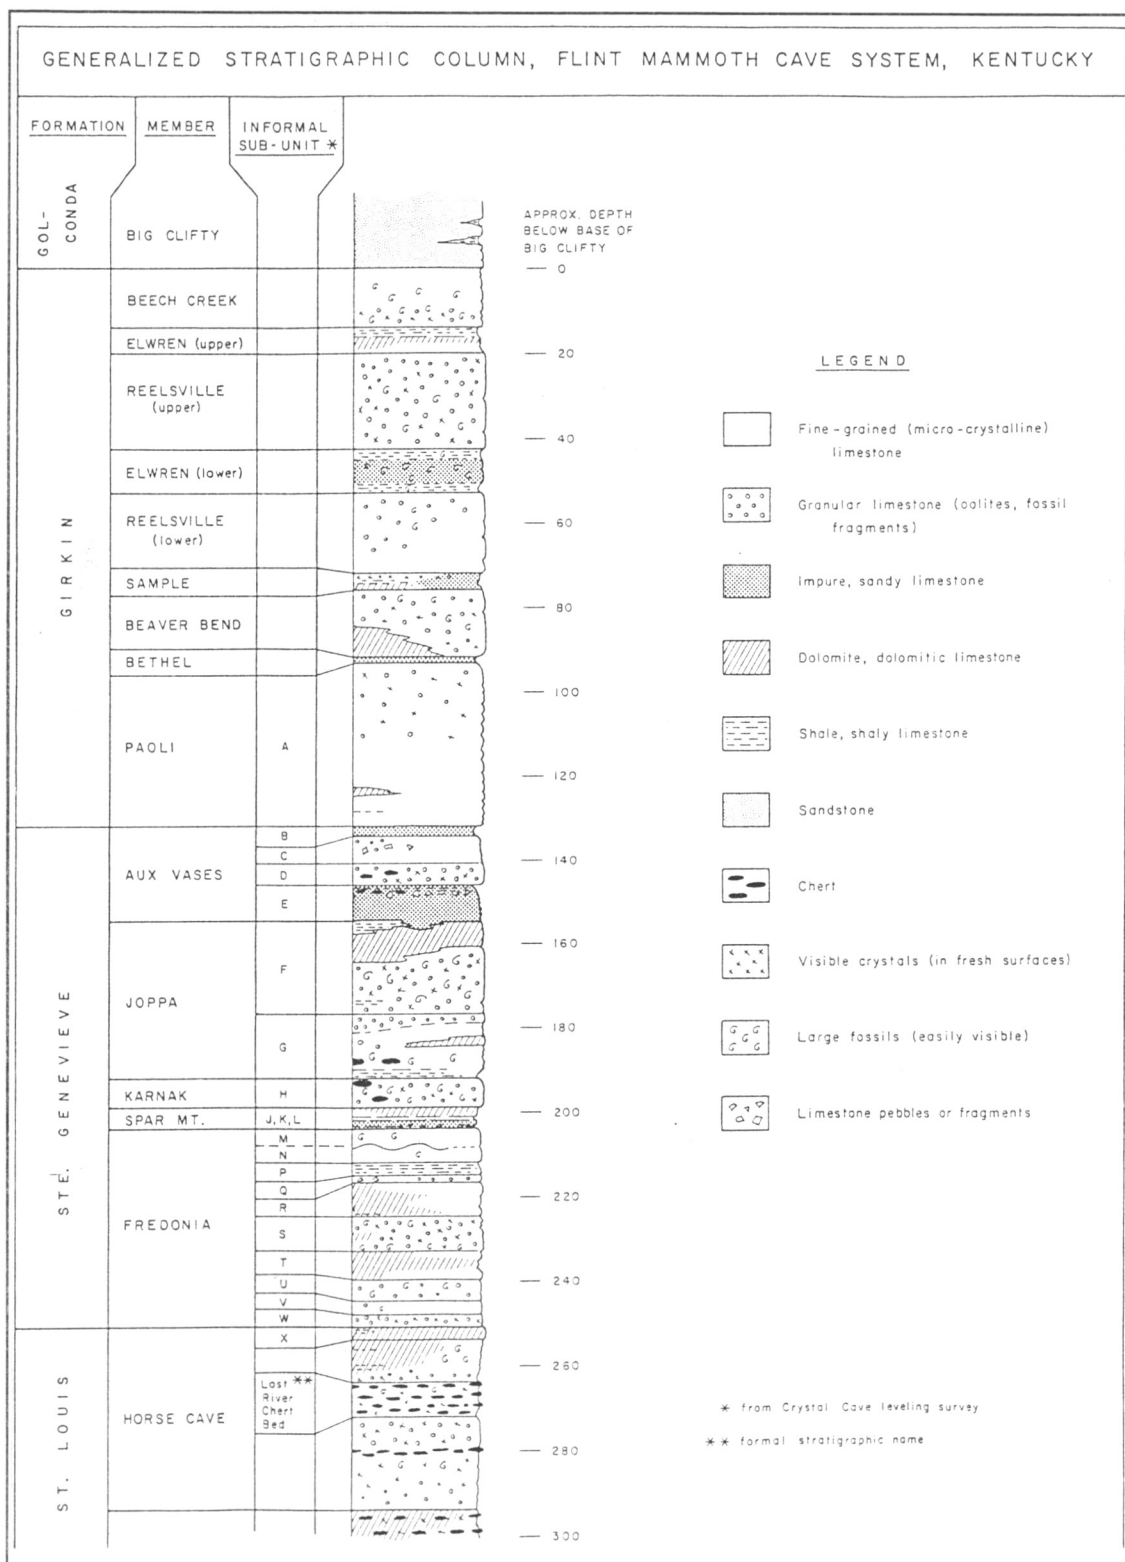 GENERALIZED STRATIGRAPHIC COLUMN, FLINT MAMMOTH CAVE SYSTEM, KENTUCKY
FORMATION MEMBER INFORMAL
SUB-UNIT *
GOL-
CONDA
BIG CLIFTY
APPROX. DEPTH
BELOW BASE OF
BIG CLIFTY
0
GIRKIN
BEECH CREEK
ELWREN (upper)
20
REELSVILLE
(upper)
40
ELWREN (lower)
REELSVILLE
(lower)
60
SAMPLE
80
BEAVER BEND
BETHEL
100
PAOLI A
120
STE. GENEVIEVE
AUX VASES
B
C
140
D
E
JOPPA
160
F
180
G
KARNAK H
200
SPAR MT. J,K,L
FREDONIA
M
N
P
Q
220
R
S
T
240
U
V
W
ST. LOUIS
X
260
HORSE CAVE
Lost **
River
Chert
Bed
280
300
LEGEND
Fine-grained (micro-crystalline)
limestone
Granular limestone (oolites, fossil
fragments)
Impure, sandy limestone
Dolomite, dolomitic limestone
Shale, shaly limestone
Sandstone
Chert
Visible crystals (in fresh surfaces)
Large fossils (easily visible)
Limestone pebbles or fragments
* from Crystal Cave leveling survey
** formal stratigraphic name